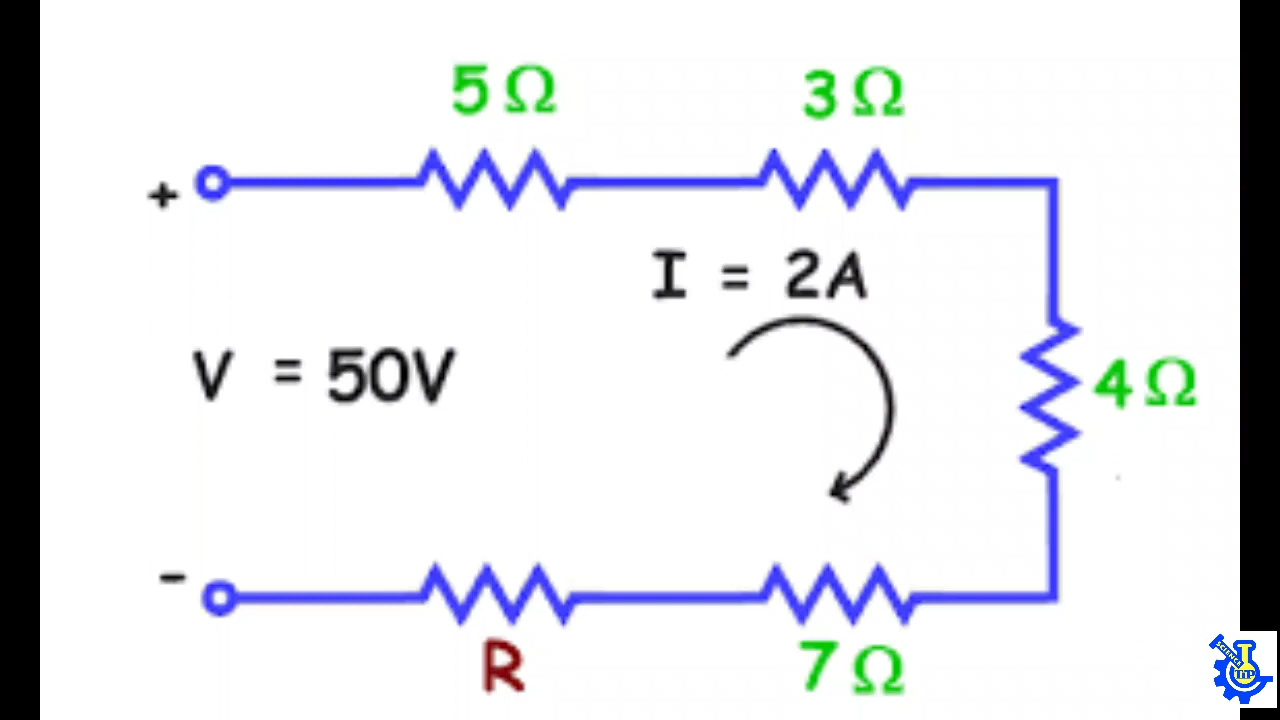 5Ω
3Ω
+
I = 2A
V = 50V
4Ω
-
R
7Ω